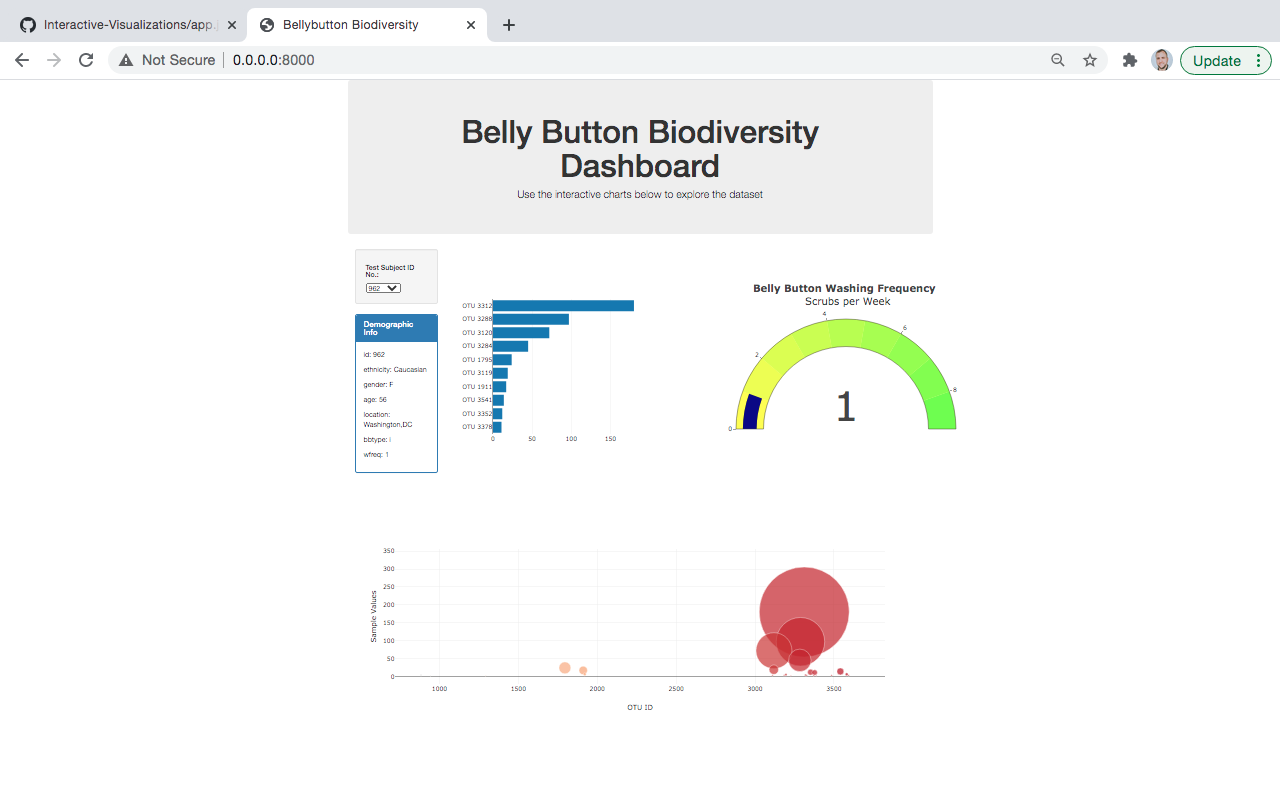 Interactive-Visualizations/app.
Bellybutton Biodiversity
Not Secure
0.0.0.0:8000
Update
Belly Button Biodiversity
Dashboard
Use the interactive charts below to explore the dataset
Test Subject ID
No.:
962
Demographic
Info
id: 962
ethnicity: Caucasian
gender: F
age: 56
location:
Washington,DC
bbtype: i
wfreq: 1
OTU 3312
OTU 3288
OTU 3120
OTU 3284
OTU 1795
OTU 3119
OTU 1911
OTU 3541
OTU 3352
OTU 3378
0 50 100 150
Belly Button Washing Frequency
Scrubs per Week
0
2
4
6
8
1
350
300
250
200
150
100
50
0
Sample Values
1000 1500 2000 2500 3000 3500
OTU ID